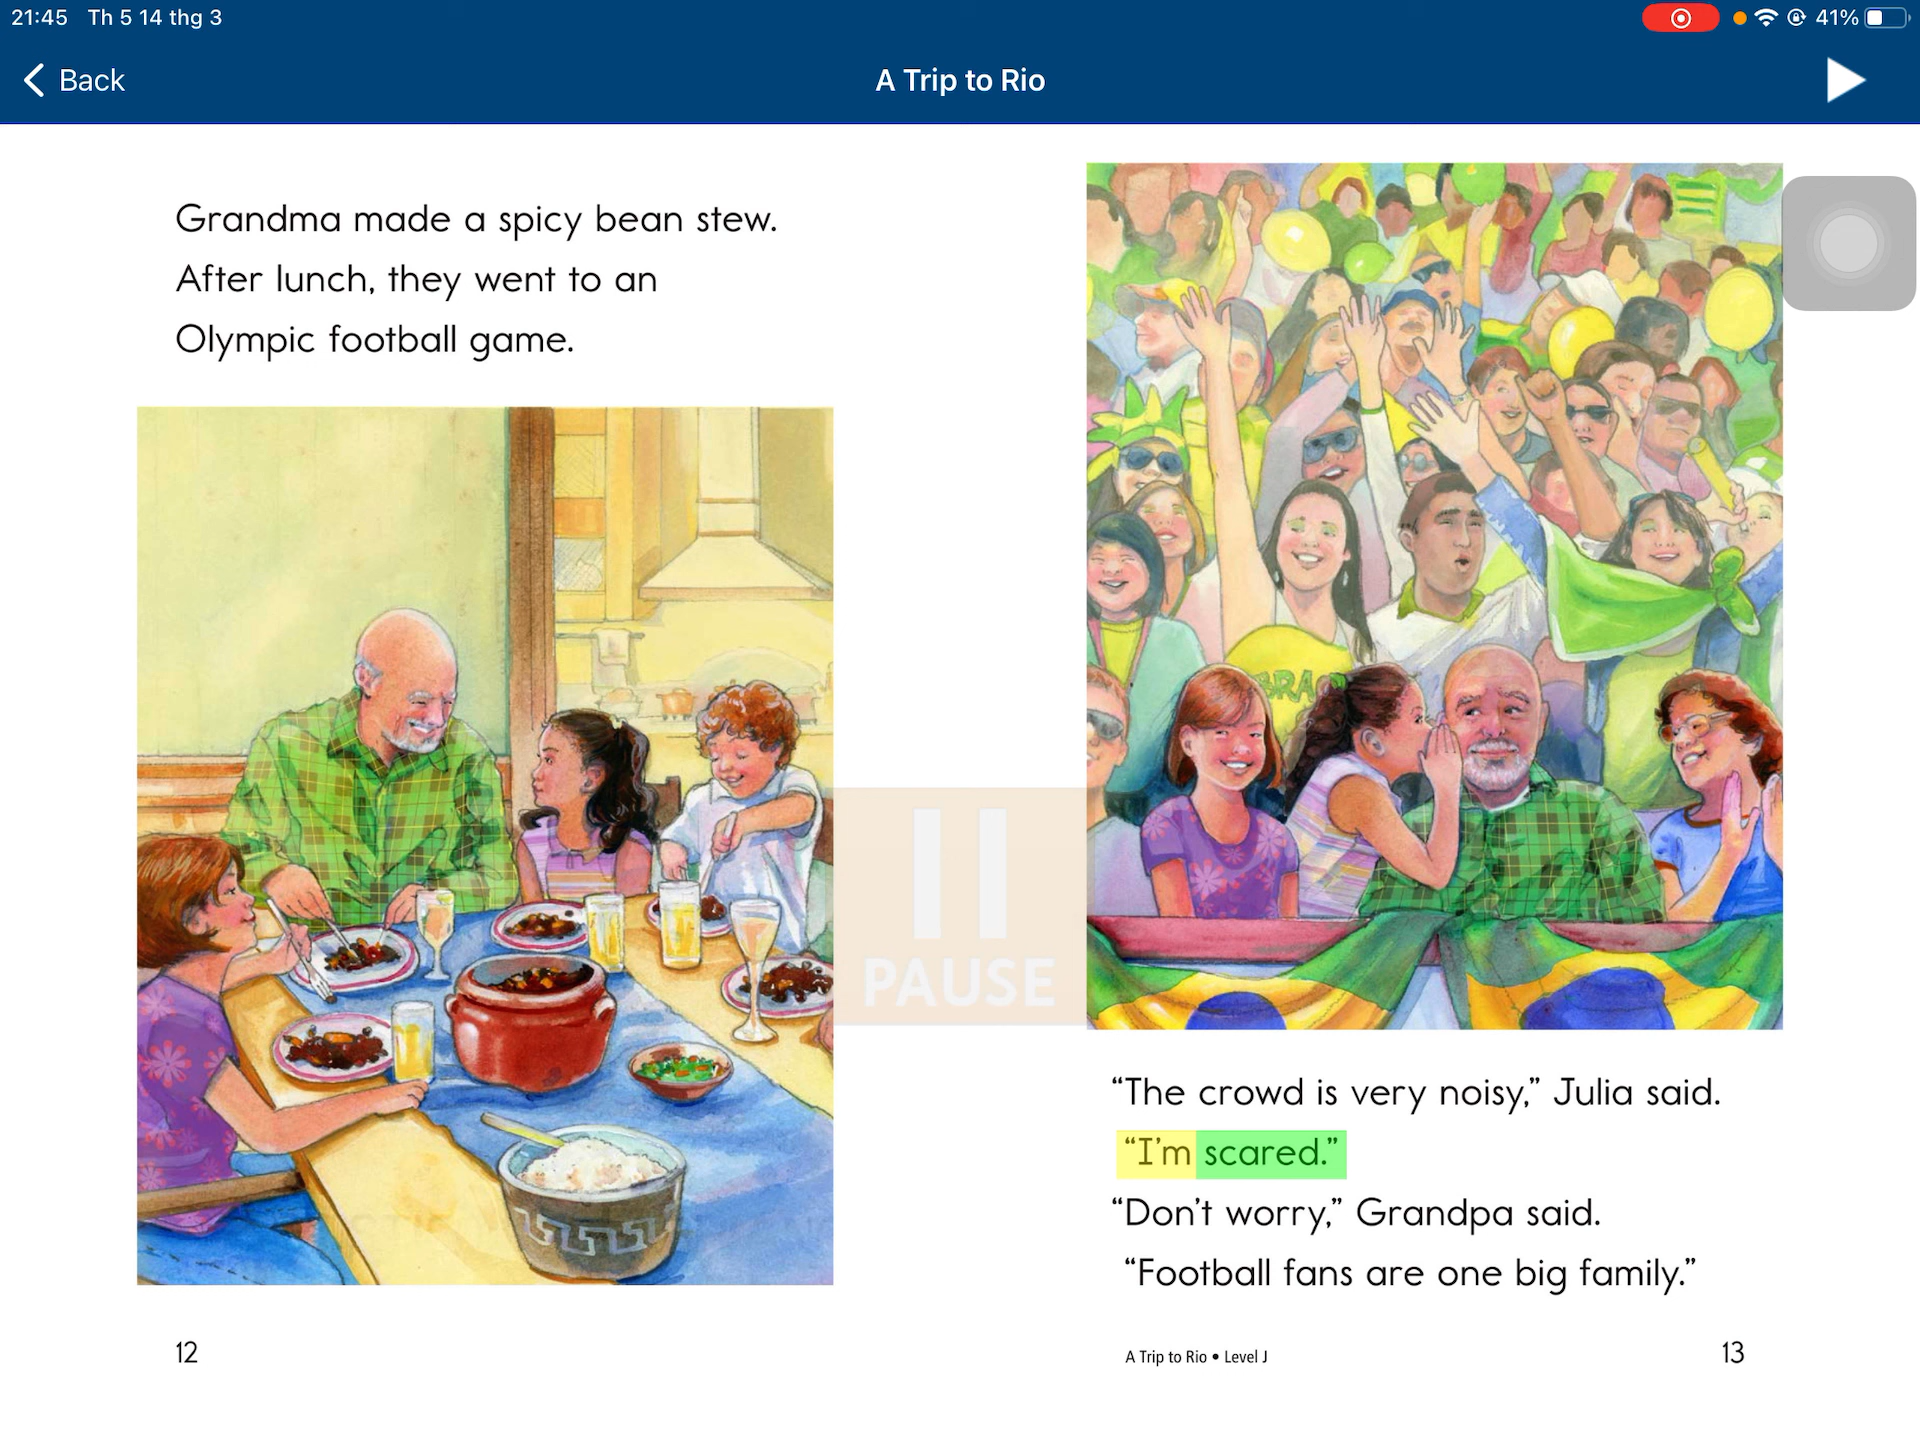 21:45 Th 5 14 thg 3
41%
Back
A Trip to Rio
Grandma made a spicy bean stew.
After lunch, they went to an
Olympic football game.
BRA
PAUSE
“The crowd is very noisy,” Julia said.
“I’m scared.”
“Don’t worry,” Grandpa said.
“Football fans are one big family.”
12
A Trip to Rio • Level J
13